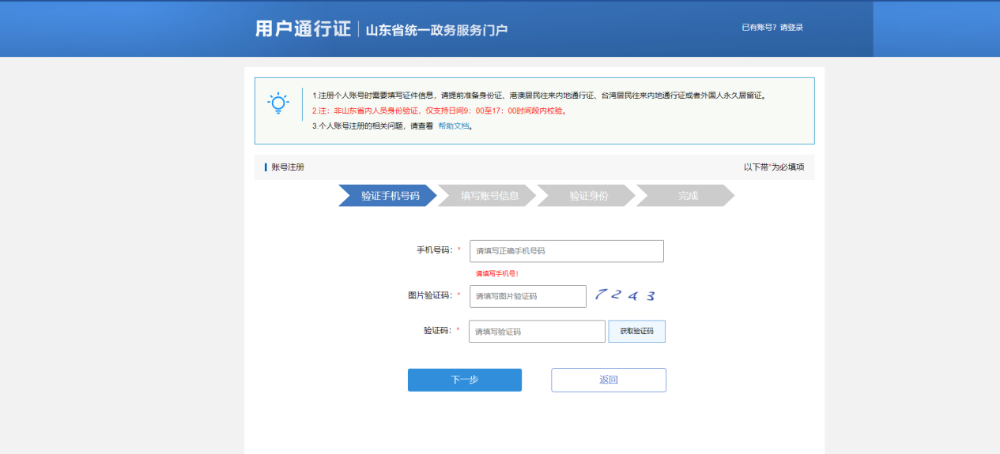 用户通行证 | 山东省统一政务服务门户
已有账号? 请登录
1.注册个人账号时需要填写证件信息，请提前准备身份证、港澳居民往来内地通行证、台湾居民往来内地通行证或者外国人永久居留证。
2.注：非山东省内人员身份验证，仅支持日间9：00至17：00时间段内校验。
3.个人账号注册的相关问题，请查看 帮助文档。
账号注册
以下带*为必填项
验证手机号码 填写账号信息 验证身份 完成
手机号码：* 请填写正确手机号码
请填写手机号！
图片验证码：* 请填写图片验证码 7 2 4 3
验证码：* 请填写验证码 获取验证码
下一步 返回